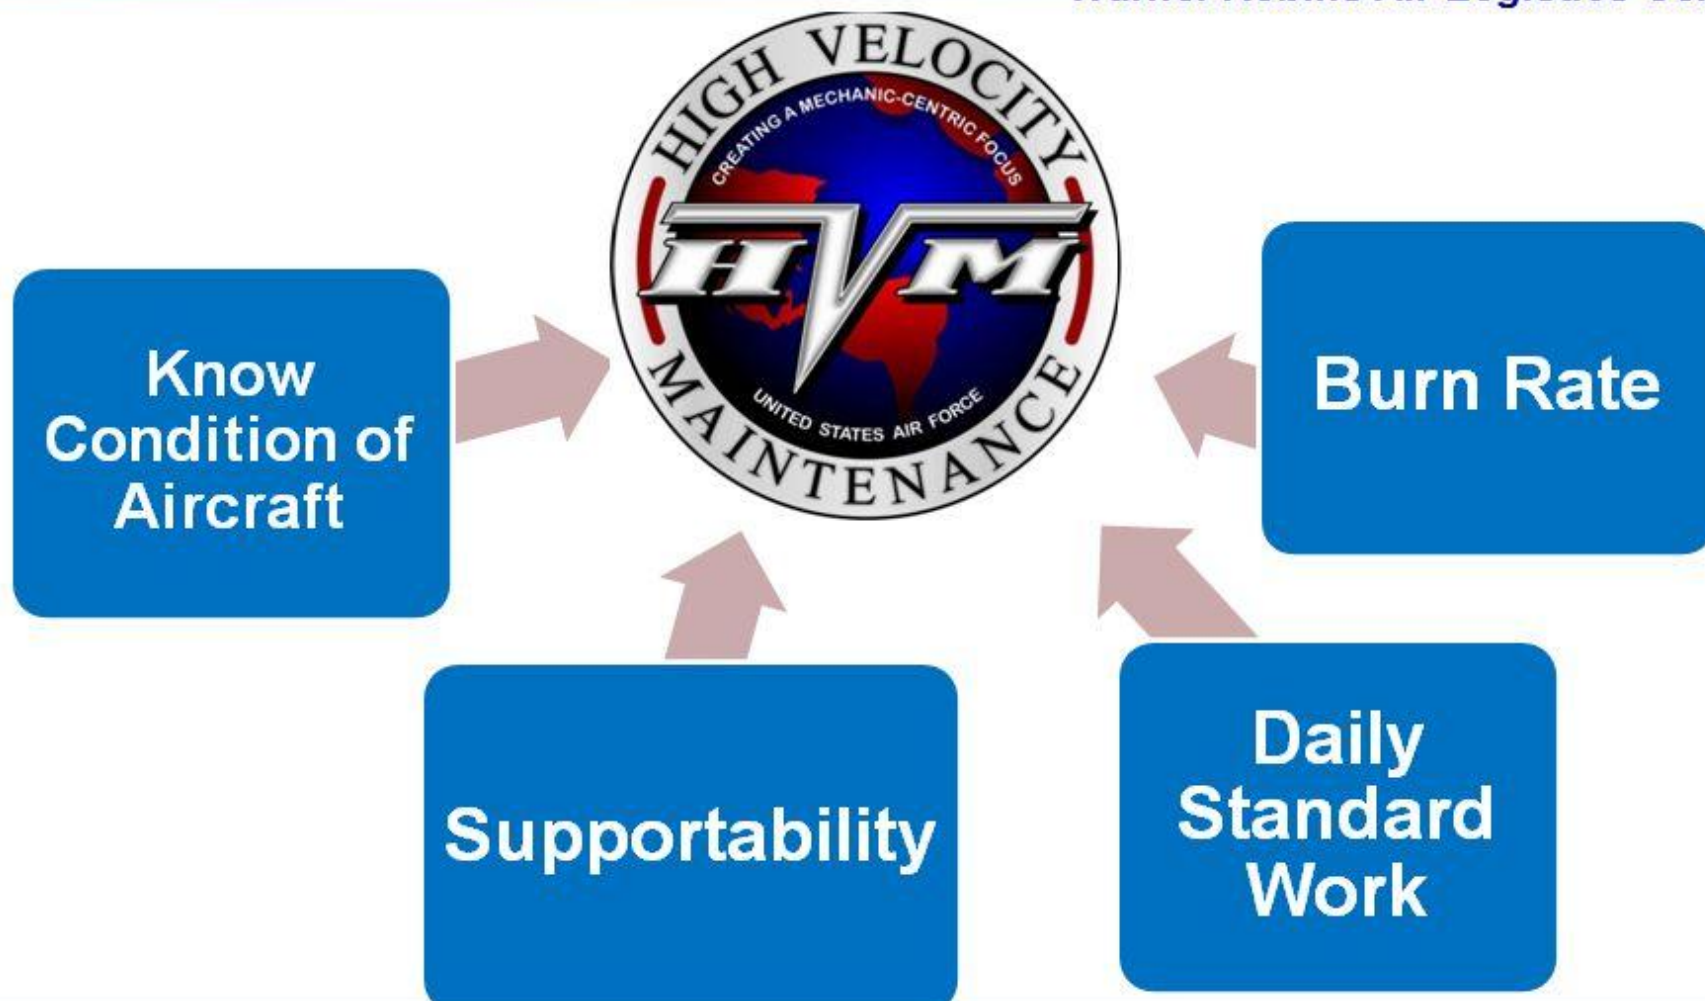 HIGH VELOCITY
CREATING A MECHANIC-CENTRIC FOCUS
HVM
UNITED STATES AIR FORCE
MAINTENANCE
Know
Condition of
Aircraft
Burn Rate
Supportability
Daily
Standard
Work